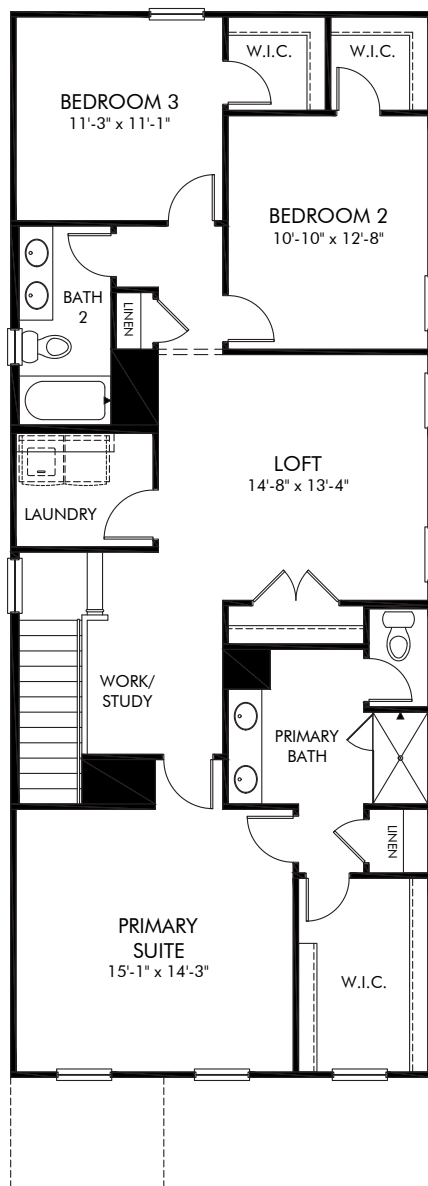 W.I.C.
W.I.C.
BEDROOM 3
11'-3" x 11'-1"
BEDROOM 2
10'-10" x 12'-8"
BATH
2
LINEN
LOFT
14'-8" x 13'-4"
LAUNDRY
WORK/
STUDY
PRIMARY
BATH
LINEN
PRIMARY
SUITE
15'-1" x 14'-3"
W.I.C.